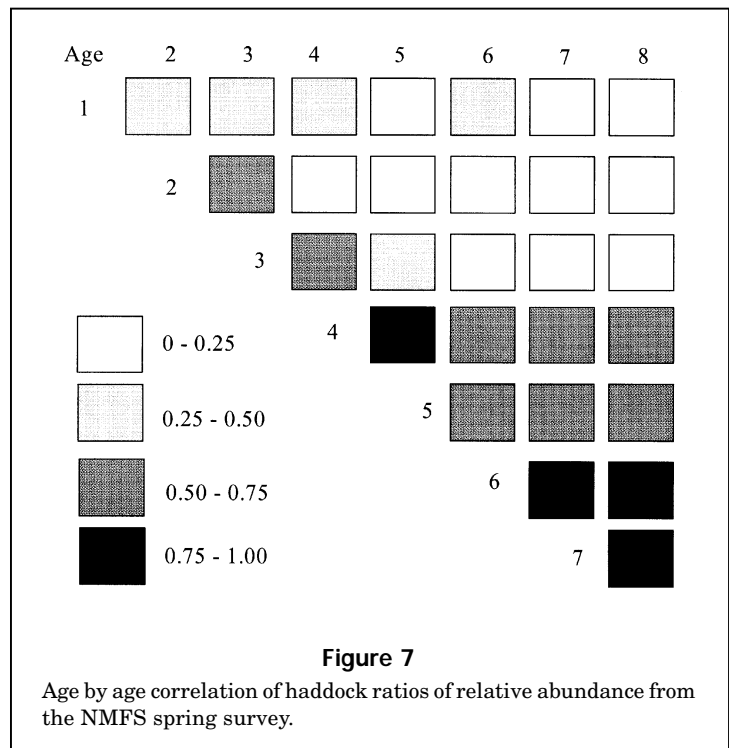 Age 2 3 4 5 6 7 8
1
2
3
4
0 - 0.25
5
0.25 - 0.50
6
0.50 - 0.75
7
0.75 - 1.00
Figure 7
Age by age correlation of haddock ratios of relative abundance from
the NMFS spring survey.